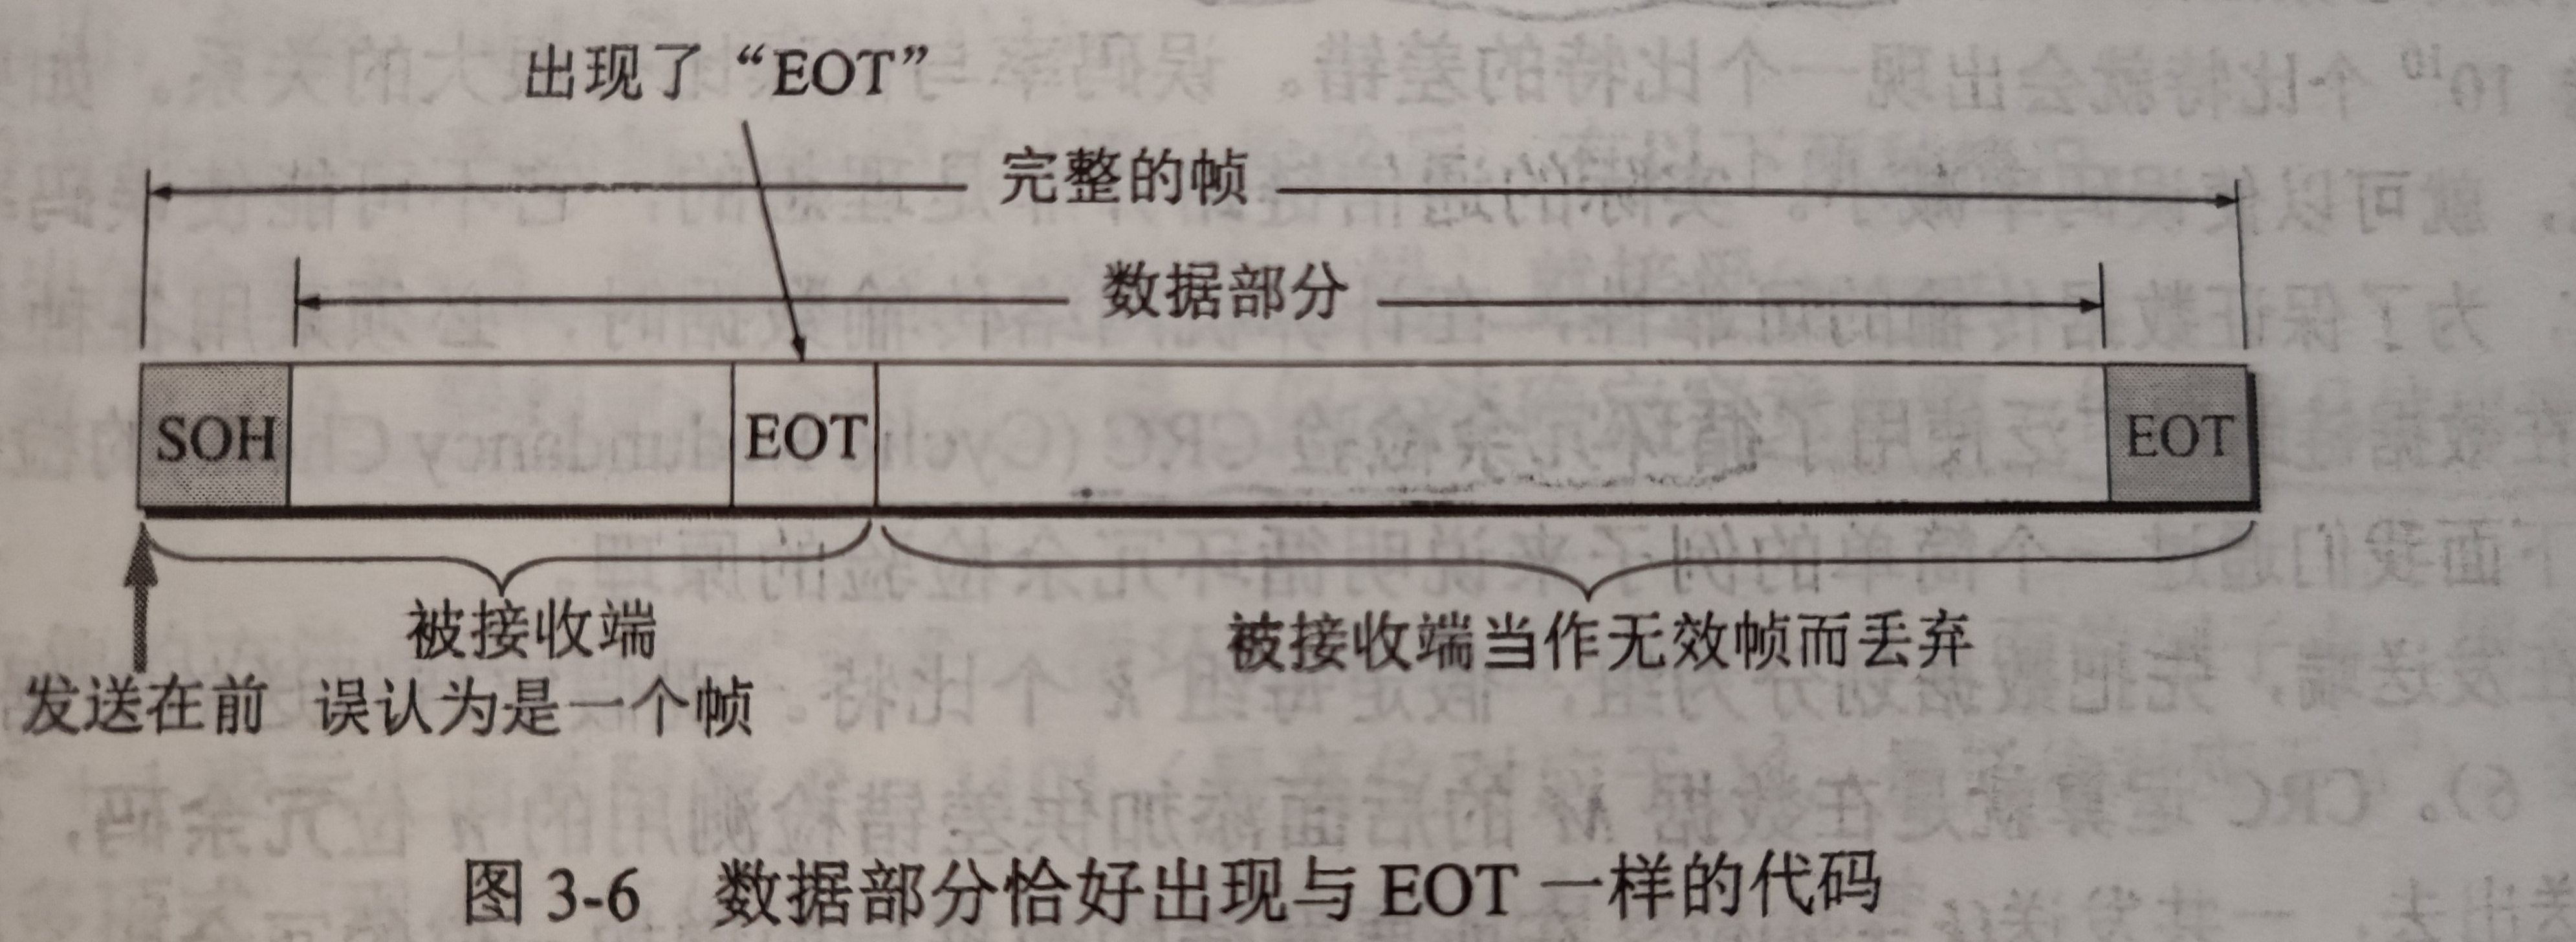 出现了“EOT”
完整的帧
数据部分
SOH
EOT
EOT
被接收端
误认为是一个帧
被接收端当作无效帧而丢弃
发送在前
图 3-6 数据部分恰好出现与 EOT 一样的代码